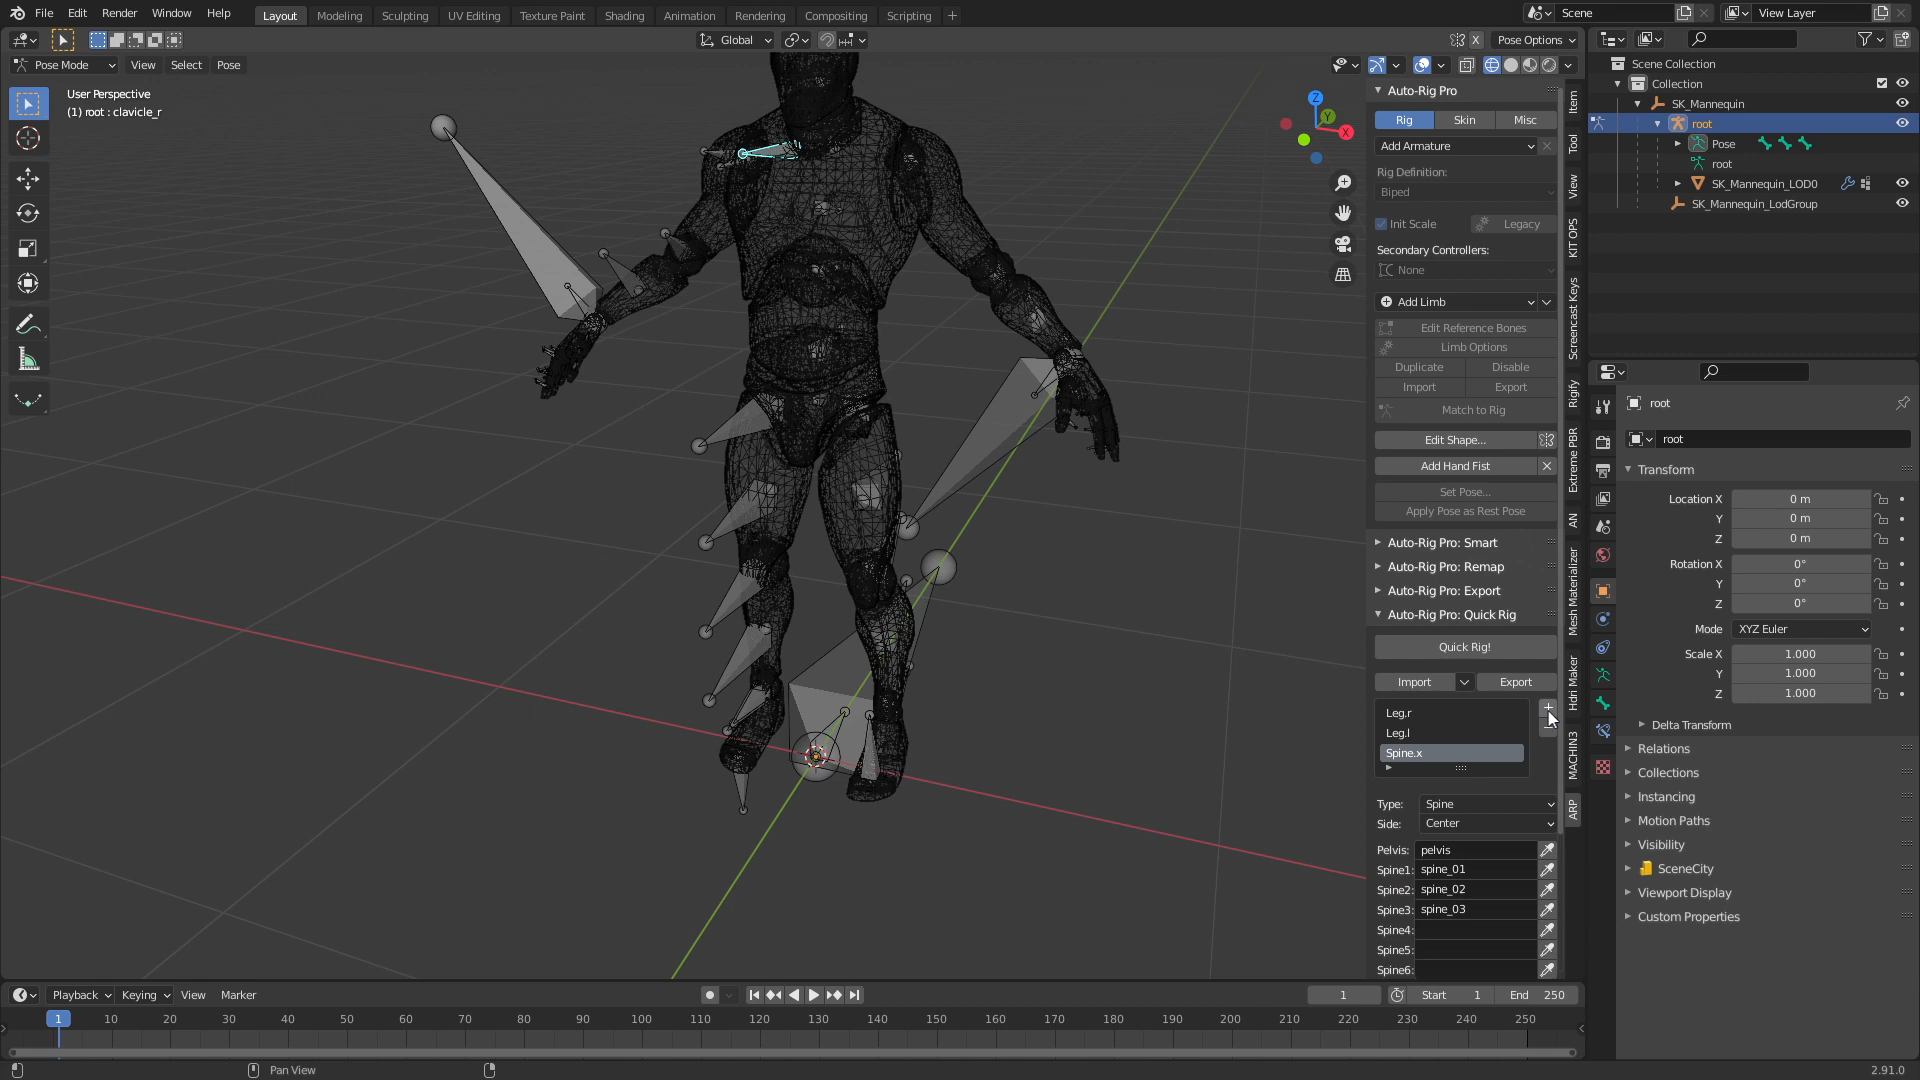 File Edit Render Window Help Layout Modeling Sculpting UV Editing Texture Paint Shading Animation Rendering Compositing Scripting + Scene View Layer
Global X Pose Options
Pose Mode View Select Pose
User Perspective
(1) root : clavicle_r
Z
Y
X
Auto-Rig Pro
Rig Skin Misc
Add Armature
Rig Definition:
Biped
Init Scale Legacy
Secondary Controllers:
None
Add Limb
Edit Reference Bones
Limb Options
Duplicate Disable
Import Export
Match to Rig
Edit Shape...
Add Hand Fist
Set Pose...
Apply Pose as Rest Pose
Auto-Rig Pro: Smart
Auto-Rig Pro: Remap
Auto-Rig Pro: Export
Auto-Rig Pro: Quick Rig
Quick Rig!
Import Export
Leg.r
Leg.l
Spine.x
Type: Spine
Side: Center
Pelvis: pelvis
Spine1: spine_01
Spine2: spine_02
Spine3: spine_03
Spine4:
Spine5:
Spine6:
Item
Tool
View
KIT OPS
Screencast Keys
Rigify
Extreme PBR
AN
Mesh Materializer
Hdri Maker
MACHIN3
ARP
Scene Collection
Collection
SK_Mannequin
root
Pose
root
SK_Mannequin_LOD0
SK_Mannequin_LodGroup
root
root
Transform
Location X 0 m
Y 0 m
Z 0 m
Rotation X 0°
Y 0°
Z 0°
Mode XYZ Euler
Scale X 1.000
Y 1.000
Z 1.000
Delta Transform
Relations
Collections
Instancing
Motion Paths
Visibility
SceneCity
Viewport Display
Custom Properties
Playback Keying View Marker 1 Start 1 End 250
1 10 20 30 40 50 60 70 80 90 100 110 120 130 140 150 160 170 180 190 200 210 220 230 240 250
Pan View 2.91.0